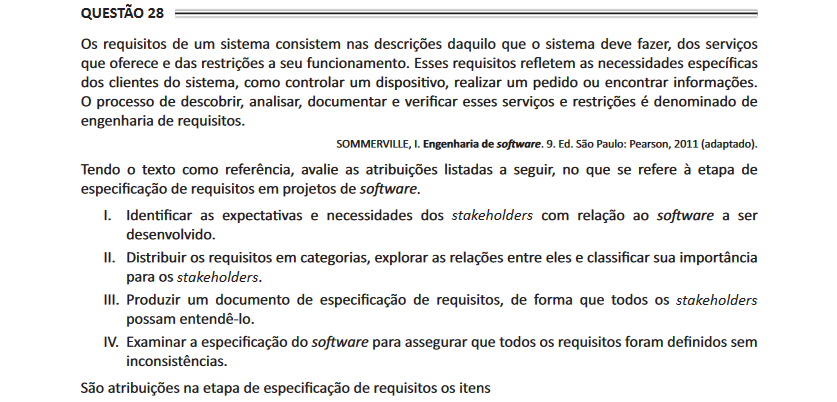 QUESTÃO 28
Os requisitos de um sistema consistem nas descrições daquilo que o sistema deve fazer, dos serviços
que oferece e das restrições a seu funcionamento. Esses requisitos refletem as necessidades específicas
dos clientes do sistema, como controlar um dispositivo, realizar um pedido ou encontrar informações.
O processo de descobrir, analisar, documentar e verificar esses serviços e restrições é denominado de
engenharia de requisitos.
SOMMERVILLE, I. Engenharia de software. 9. Ed. São Paulo: Pearson, 2011 (adaptado).
Tendo o texto como referência, avalie as atribuições listadas a seguir, no que se refere à etapa de
especificação de requisitos em projetos de software.
I. Identificar as expectativas e necessidades dos stakeholders com relação ao software a ser
desenvolvido.
II. Distribuir os requisitos em categorias, explorar as relações entre eles e classificar sua importância
para os stakeholders.
III. Produzir um documento de especificação de requisitos, de forma que todos os stakeholders
possam entendê-lo.
IV. Examinar a especificação do software para assegurar que todos os requisitos foram definidos sem
inconsistências.
São atribuições na etapa de especificação de requisitos os itens